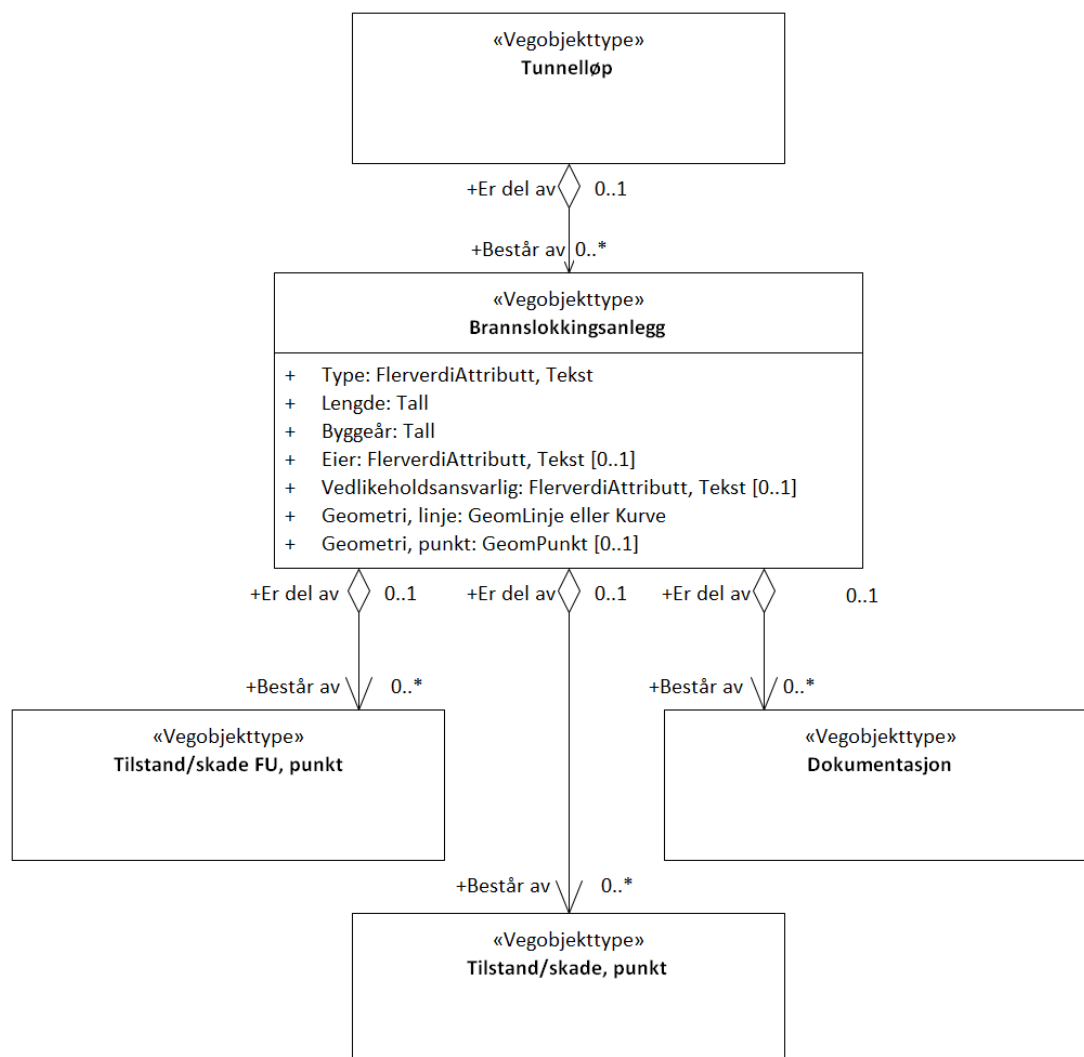 «Vegobjekttype»
Tunnelløp
+Er del av 0..1
+Består av 0..*
«Vegobjekttype»
Brannslokkingsanlegg
+ Type: FlerverdiAttributt, Tekst
+ Lengde: Tall
+ Byggeår: Tall
+ Eier: FlerverdiAttributt, Tekst [0..1]
+ Vedlikeholdsansvarlig: FlerverdiAttributt, Tekst [0..1]
+ Geometri, linje: GeomLinje eller Kurve
+ Geometri, punkt: GeomPunkt [0..1]
+Er del av 0..1 +Er del av 0..1 +Er del av 0..1
+Består av 0..* +Består av 0..*
«Vegobjekttype»
Tilstand/skade FU, punkt
«Vegobjekttype»
Dokumentasjon
+Består av 0..*
«Vegobjekttype»
Tilstand/skade, punkt